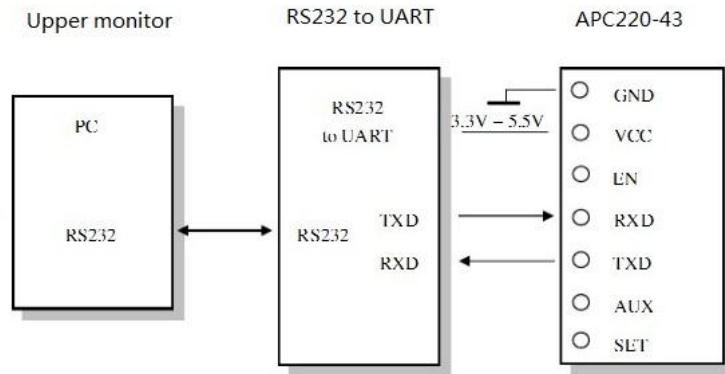 Upper monitor
RS232 to UART
APC220-43
PC
RS232
RS232
to UART
RS232
TXD
RXD
3.3V – 5.5V
GND
VCC
EN
RXD
TXD
AUX
SET